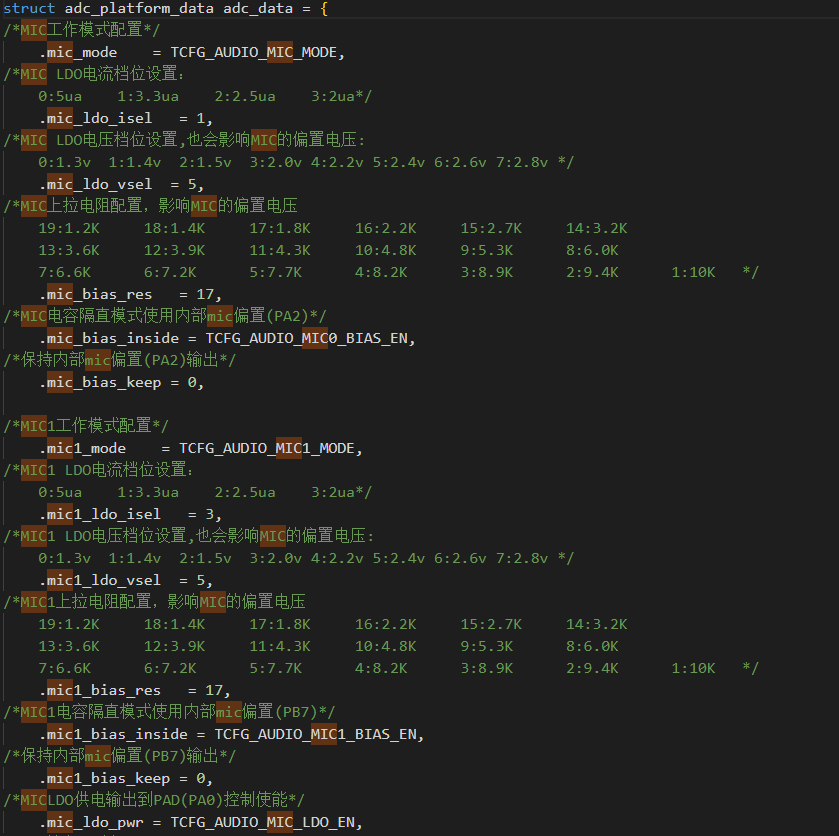 struct adc_platform_data adc_data = {
/*MIC工作模式配置*/
    .mic_mode    = TCFG_AUDIO_MIC_MODE,
/*MIC LDO电流档位设置:
    0:5ua    1:3.3ua    2:2.5ua    3:2ua*/
    .mic_ldo_isel   = 1,
/*MIC LDO电压档位设置,也会影响MIC的偏置电压:
    0:1.3v  1:1.4v  2:1.5v  3:2.0v 4:2.2v 5:2.4v 6:2.6v 7:2.8v */
    .mic_ldo_vsel  = 5,
/*MIC上拉电阻配置，影响MIC的偏置电压
    19:1.2K     18:1.4K     17:1.8K     16:2.2K     15:2.7K     14:3.2K
    13:3.6K     12:3.9K     11:4.3K     10:4.8K     9:5.3K      8:6.0K
    7:6.6K      6:7.2K      5:7.7K      4:8.2K      3:8.9K      2:9.4K      1:10K   */
    .mic_bias_res   = 17,
/*MIC电容隔直模式使用内部mic偏置(PA2)*/
    .mic_bias_inside = TCFG_AUDIO_MIC0_BIAS_EN,
/*保持内部mic偏置(PA2)输出*/
    .mic_bias_keep = 0,
/*MIC1工作模式配置*/
    .mic1_mode    = TCFG_AUDIO_MIC1_MODE,
/*MIC1 LDO电流档位设置:
    0:5ua    1:3.3ua    2:2.5ua    3:2ua*/
    .mic1_ldo_isel   = 3,
/*MIC1 LDO电压档位设置,也会影响MIC的偏置电压:
    0:1.3v  1:1.4v  2:1.5v  3:2.0v 4:2.2v 5:2.4v 6:2.6v 7:2.8v */
    .mic1_ldo_vsel  = 5,
/*MIC1上拉电阻配置，影响MIC的偏置电压
    19:1.2K     18:1.4K     17:1.8K     16:2.2K     15:2.7K     14:3.2K
    13:3.6K     12:3.9K     11:4.3K     10:4.8K     9:5.3K      8:6.0K
    7:6.6K      6:7.2K      5:7.7K      4:8.2K      3:8.9K      2:9.4K      1:10K   */
    .mic1_bias_res   = 17,
/*MIC1电容隔直模式使用内部mic偏置(PB7)*/
    .mic1_bias_inside = TCFG_AUDIO_MIC1_BIAS_EN,
/*保持内部mic偏置(PB7)输出*/
    .mic1_bias_keep = 0,
/*MICLDO供电输出到PAD(PA0)控制使能*/
    .mic_ldo_pwr = TCFG_AUDIO_MIC_LDO_EN,